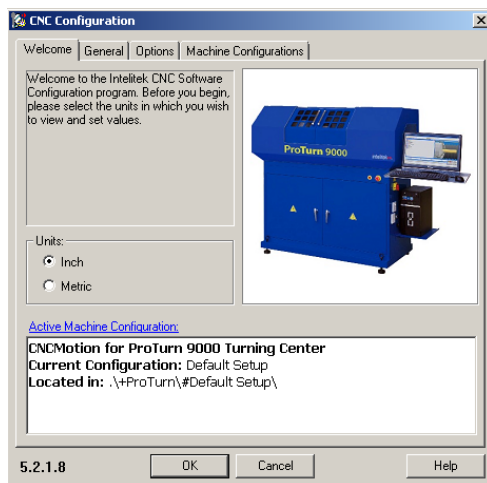 CNC Configuration
Welcome
General
Options
Machine Configurations
Welcome to the Intelitek CNC Software
Configuration program. Before you begin,
please select the units in which you wish
to view and set values.
ProTurn 9000
Units:
Inch
Metric
Active Machine Configuration:
CNCMotion for ProTurn 9000 Turning Center
Current Configuration: Default Setup
Located in: .\+ProTurn\#Default Setup\
5.2.1.8
OK
Cancel
Help